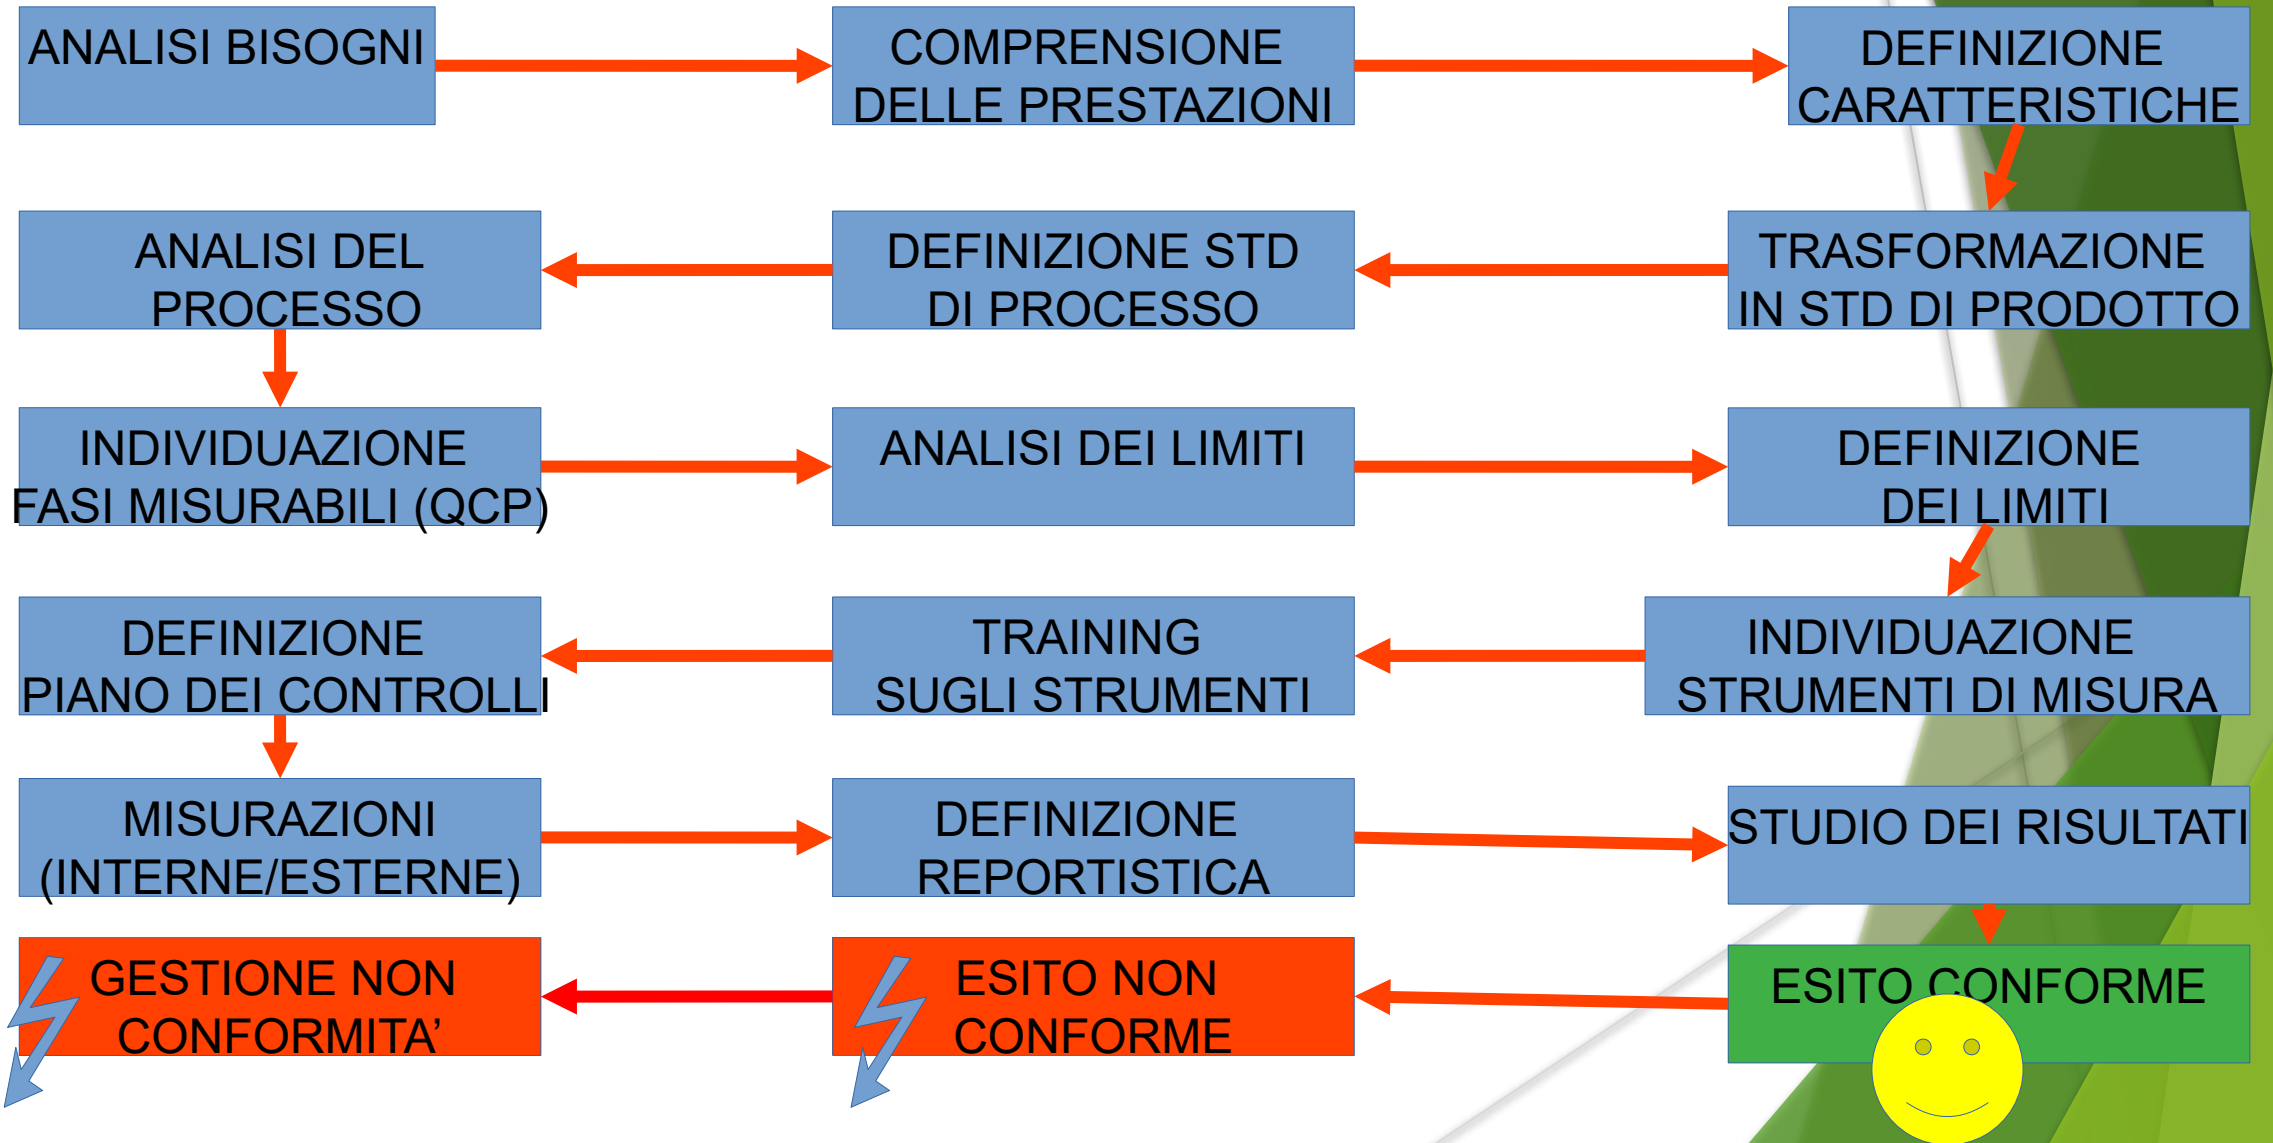 ANALISI BISOGNI
COMPRENSIONE
DELLE PRESTAZIONI
DEFINIZIONE
CARATTERISTICHE
ANALISI DEL
PROCESSO
DEFINIZIONE STD
DI PROCESSO
TRASFORMAZIONE
IN STD DI PRODOTTO
INDIVIDUAZIONE
FASI MISURABILI (QCP)
ANALISI DEI LIMITI
DEFINIZIONE
DEI LIMITI
DEFINIZIONE
PIANO DEI CONTROLLI
TRAINING
SUGLI STRUMENTI
INDIVIDUAZIONE
STRUMENTI DI MISURA
MISURAZIONI
(INTERNE/ESTERNE)
DEFINIZIONE
REPORTISTICA
STUDIO DEI RISULTATI
GESTIONE NON
CONFORMITA’
ESITO NON
CONFORME
ESITO CONFORME